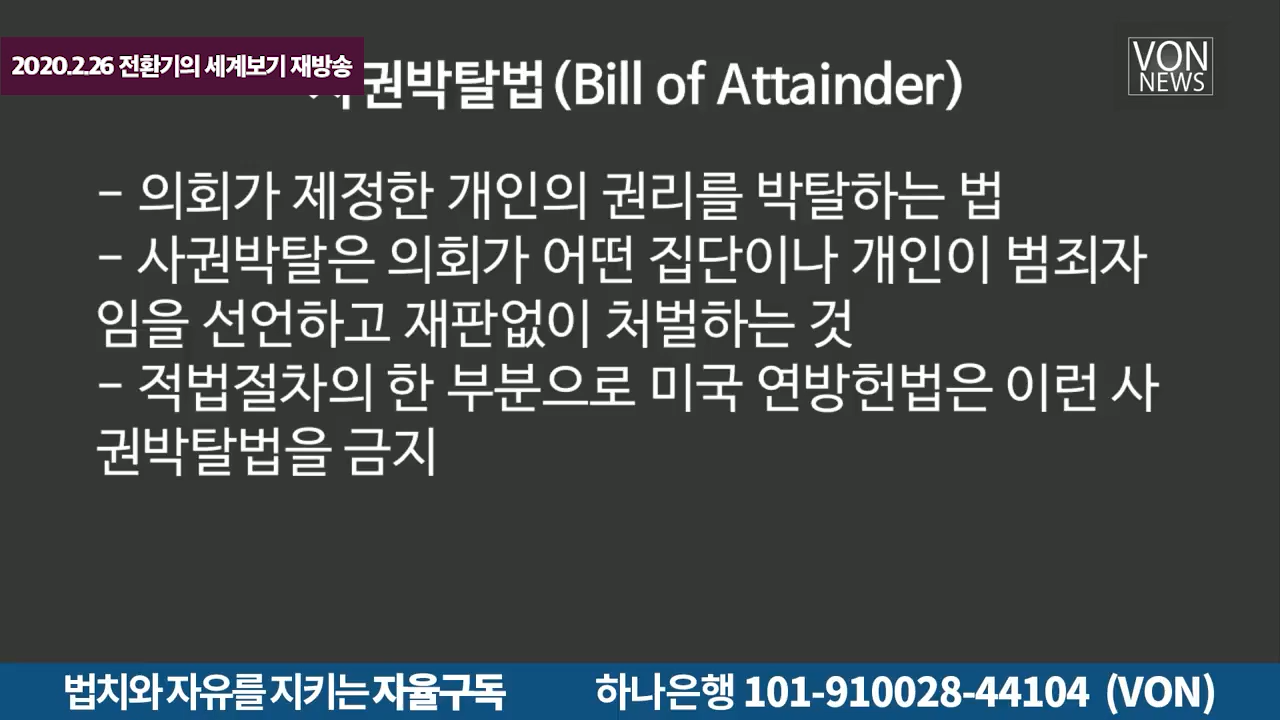 2020.2.26 전환기의 세계보기 재방송
권박탈법(Bill of Attainder)
VON
NEWS
- 의회가 제정한 개인의 권리를 박탈하는 법
- 사권박탈은 의회가 어떤 집단이나 개인이 범죄자
임을 선언하고 재판없이 처벌하는 것
- 적법절차의 한 부분으로 미국 연방헌법은 이런 사
권박탈법을 금지
법치와 자유를 지키는 자율구독
하나은행 101-910028-44104 (VON)